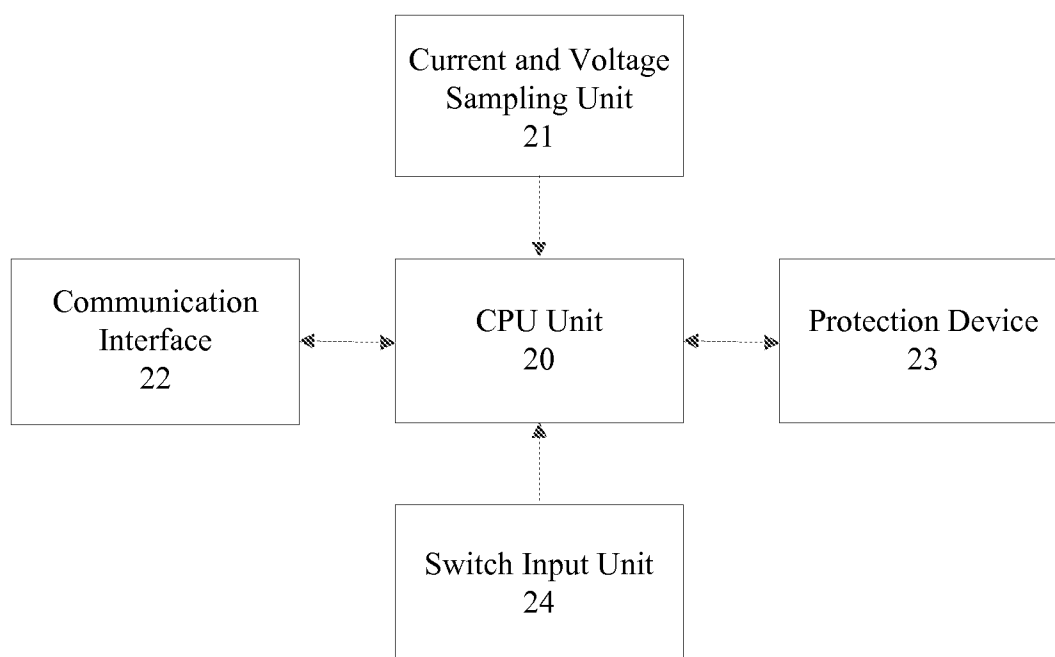 Current and Voltage
Sampling Unit
21
Communication
Interface
22
CPU Unit
20
Protection Device
23
Switch Input Unit
24